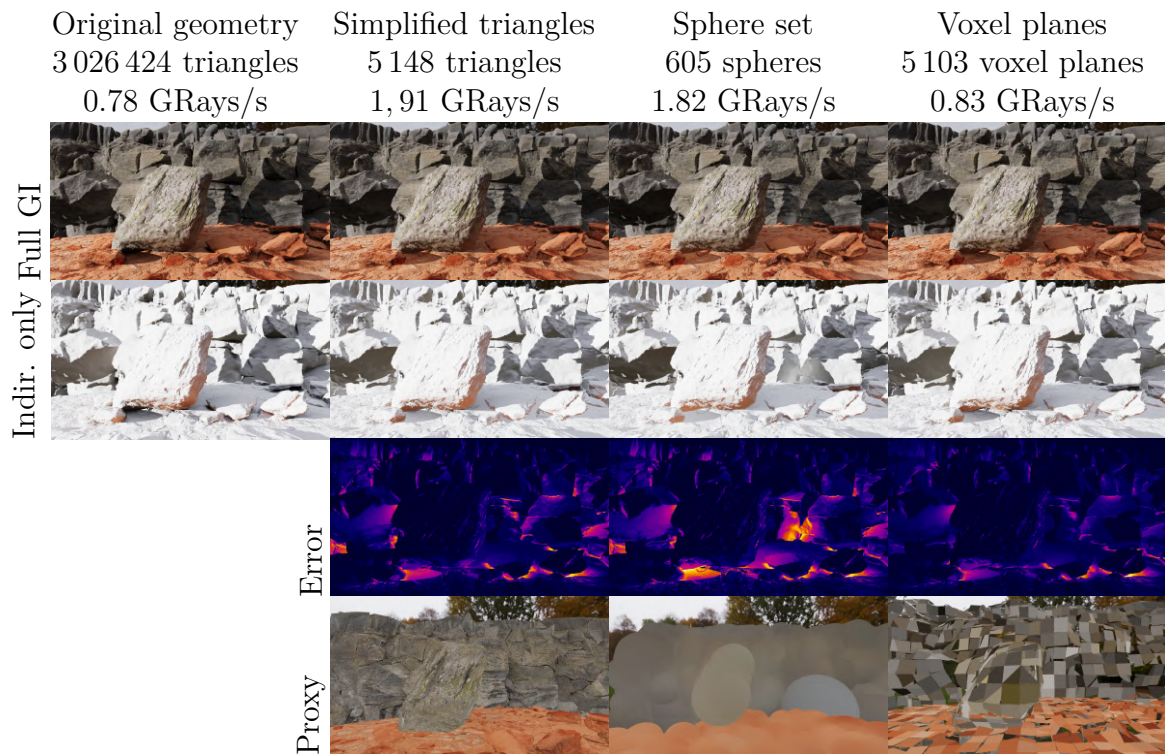 Original geometry
3 026 424 triangles
0.78 GRays/s
Simplified triangles
5 148 triangles
1, 91 GRays/s
Sphere set
605 spheres
1.82 GRays/s
Voxel planes
5 103 voxel planes
0.83 GRays/s
Full GI
Indir. only
Error
Proxy